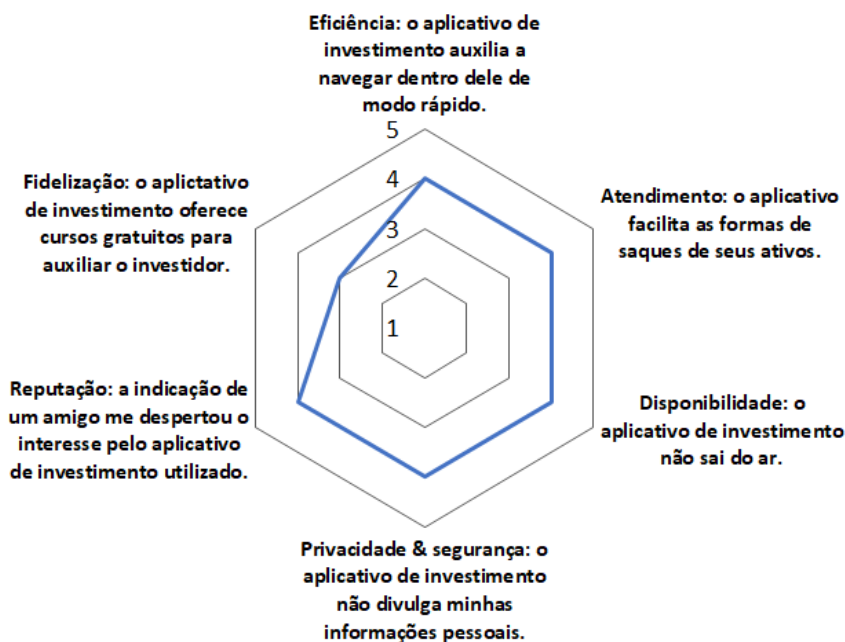 Eficiência: o aplicativo de
investimento auxilia a
navegar dentro dele de
modo rápido.
5
4
3
2
1
Atendimento: o aplicativo
facilita as formas de
saques de seus ativos.
Disponibilidade: o
aplicativo de investimento
não sai do ar.
Privacidade & segurança: o
aplicativo de investimento
não divulga minhas
informações pessoais.
Reputação: a indicação de
um amigo me despertou o
interesse pelo aplicativo
de investimento utilizado.
Fidelização: o aplictativo
de investimento oferece
cursos gratuitos para
auxiliar o investidor.